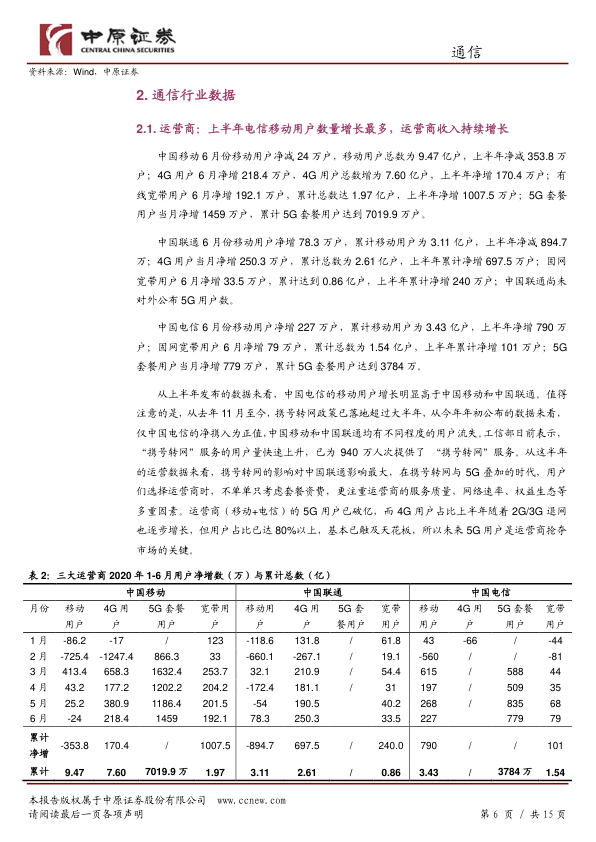 中原证券
CENTRAL CHINA SECURITIES
通信
资料来源：Wind，中原证券
2. 通信行业数据
2.1. 运营商：上半年电信移动用户数量增长最多，运营商收入持续增长
中国移动 6 月份移动用户净减 24 万户，移动用户总数为 9.47 亿户，上半年净减 353.8 万
户；4G 用户 6 月净增 218.4 万户，4G 用户总数增为 7.60 亿户，上半年净增 170.4 万户；有
线宽带用户 6 月净增 192.1 万户，累计总数达 1.97 亿户，上半年净增 1007.5 万户；5G 套餐
用户当月净增 1459 万户，累计 5G 套餐用户达到 7019.9 万户。
中国联通 6 月份移动用户净增 78.3 万户，累计移动用户为 3.11 亿户，上半年净减 894.7
万；4G 用户当月净增 250.3 万户，累计总数为 2.61 亿户，上半年累计净增 697.5 万户；固网
宽带用户 6 月净增 33.5 万户，累计达到 0.86 亿户，上半年累计净增 240 万户；中国联通尚未
对外公布 5G 用户数。
中国电信 6 月份移动用户净增 227 万户，累计移动用户为 3.43 亿户，上半年净增 790 万
户；固网宽带用户 6 月净增 79 万户，累计总数为 1.54 亿户，上半年累计净增 101 万户；5G
套餐用户当月净增 779 万户，累计 5G 套餐用户达到 3784 万。
从上半年发布的数据来看，中国电信的移动用户增长明显高于中国移动和中国联通。值得
注意的是，从去年 11 月至今，携号转网政策已落地超过大半年，从今年年初公布的数据来看，
仅中国电信的净携入为正值，中国移动和中国联通均有不同程度的用户流失。工信部日前表示，
“携号转网”服务的用户量快速上升，已为 940 万人次提供了 “携号转网”服务。从这半年
的运营数据来看，携号转网的影响对中国联通影响最大，在携号转网与 5G 叠加的时代，用户
们选择运营商时，不单单只考虑套餐资费，更注重运营商的服务质量，网络速率、权益生态等
多重因素。运营商（移动+电信）的 5G 用户已破亿，而 4G 用户占比上半年随着 2G/3G 退网
也逐步增长，但用户占比已达 80%以上，基本已触及天花板，所以未来 5G 用户是运营商抢夺
市场的关键。
表 2：三大运营商 2020 年 1-6 月用户净增数（万）与累计总数（亿）
中国移动 中国联通 中国电信
月份 移动 4G 用 5G 套餐 宽带用 移动用 4G 用 5G 套 宽带 移动 4G 用 5G 套餐 宽带
用户 户 用户 户 户 户 餐用户 用户 用户 户 用户 用户
1 月 -86.2 -17 / 123 -118.6 131.8 / 61.8 43 -66 / -44
2 月 -725.4 -1247.4 866.3 33 -660.1 -267.1 / 19.1 -560 / / -81
3 月 413.4 658.3 1632.4 253.7 32.1 210.9 / 54.4 615 / 588 44
4 月 43.2 177.2 1202.2 204.2 -172.4 181.1 / 31 197 / 509 35
5 月 25.2 380.9 1186.4 201.5 -54 190.5 40.2 268 / 835 68
6 月 -24 218.4 1459 192.1 78.3 250.3 33.5 227 779 79
累计
净增 -353.8 170.4 / 1007.5 -894.7 697.5 / 240.0 790 / / 101
累计 9.47 7.60 7019.9 万 1.97 3.11 2.61 / 0.86 3.43 / 3784 万 1.54
本报告版权属于中原证券股份有限公司 www.ccnew.com
请阅读最后一页各项声明 第 6 页 / 共 15 页